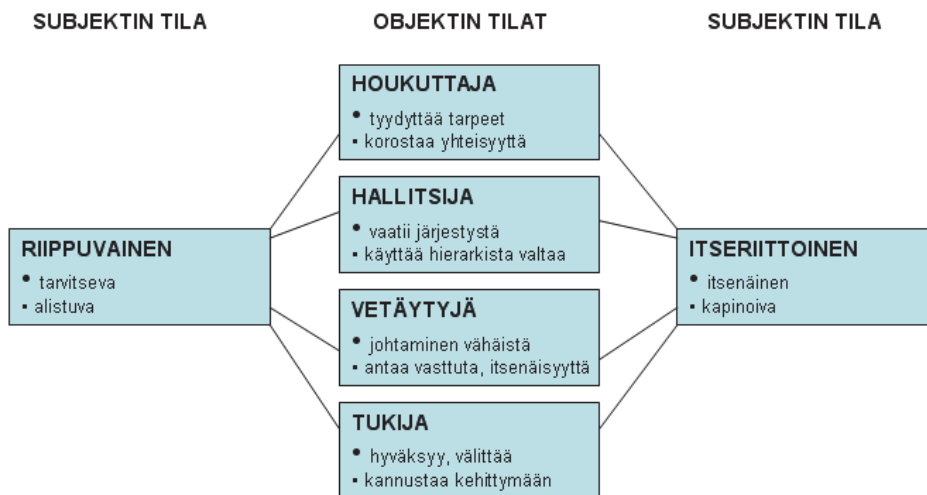 SUBJEKTIN TILA OBJEKTIN TILAT SUBJEKTIN TILA
HOUKUTTAJA
• tyydyttää tarpeet
▪ korostaa yhteisyyttä
HALLITSIJA
▪ vaatii järjestystä
▪ käyttää hierarkista valtaa
RIIPPUVAINEN
• tarvitseva
▪ alistuva
ITSERIITTOINEN
• itsenäinen
▪ kapinoiva
VETÄYTYJÄ
• johtaminen vähäistä
▪ antaa vasttuta, itsenäisyyttä
TUKIJA
• hyväksyy, välittää
▪ kannustaa kehittymään